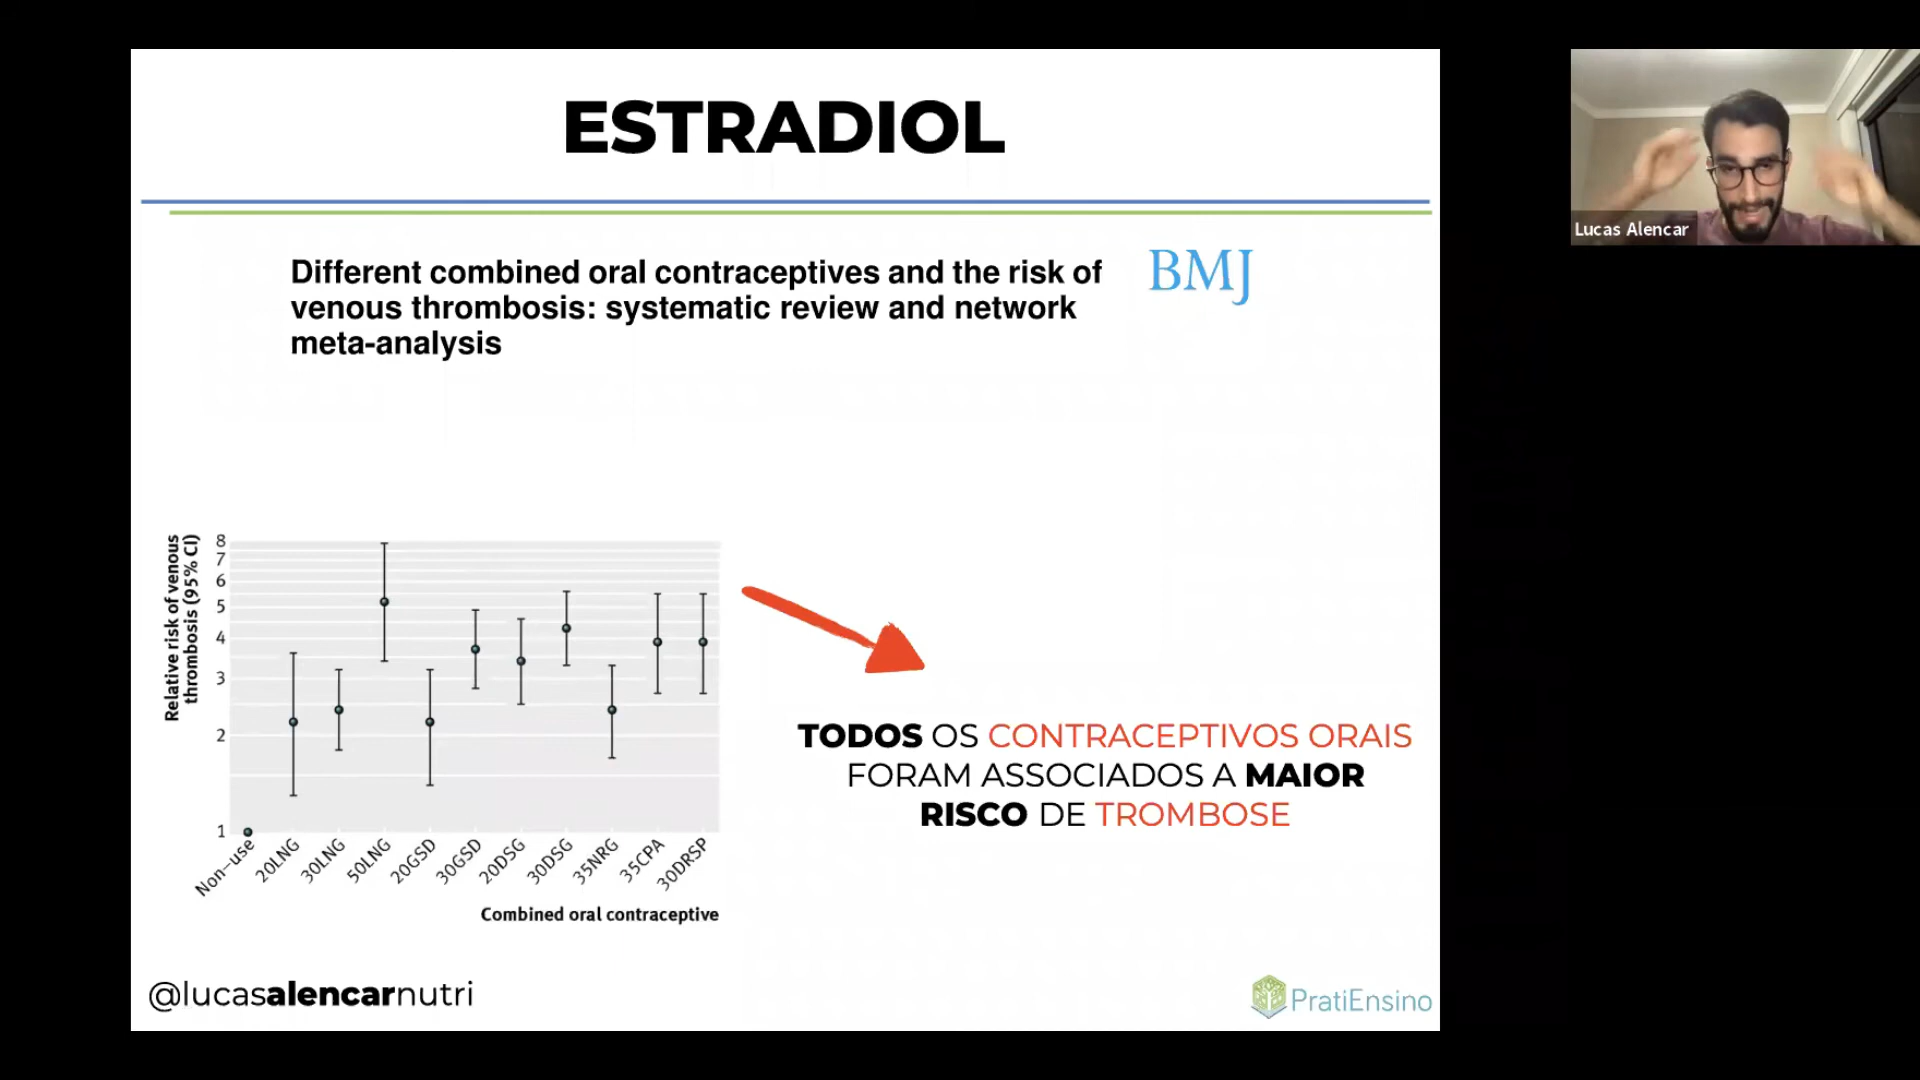 ESTRADIOL
Different combined oral contraceptives and the risk of
venous thrombosis: systematic review and network
meta-analysis
BMJ
Lucas Alencar
Relative risk of venous
thrombosis (95% CI)
8
7
6
5
4
3
2
1
Non-use
20LNG
30LNG
50LNG
20GSD
30GSD
20DSG
30DSG
35NRG
35CPA
30DRSP
Combined oral contraceptive
TODOS OS CONTRACEPTIVOS ORAIS
FORAM ASSOCIADOS A MAIOR
RISCO DE TROMBOSE
@lucasalencarnutri
PratiEnsino